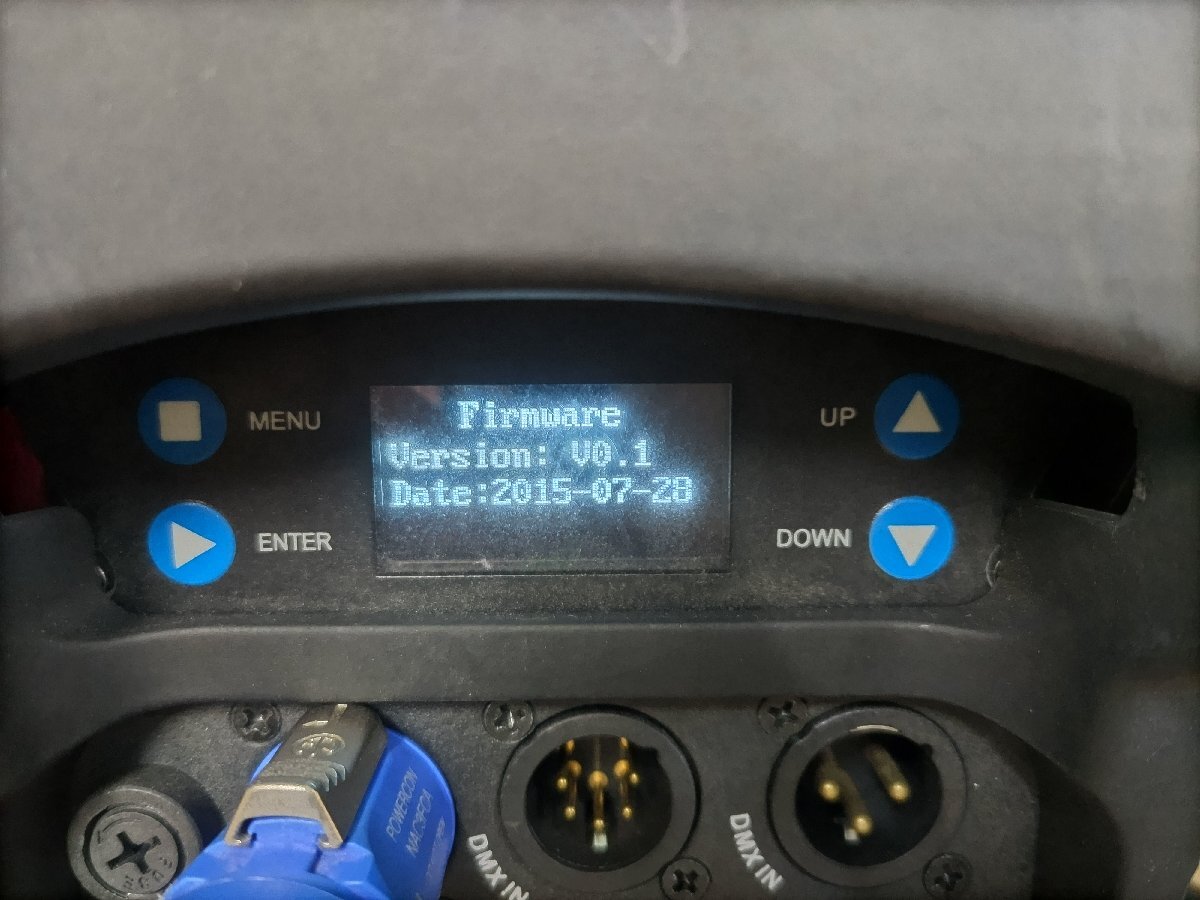 Firmware
MENU
UP
Version: V0.1
Date:2015-07-28
ENTER
DOWN
POWERCON
NAC3FCA
DMX IN
DMX IN